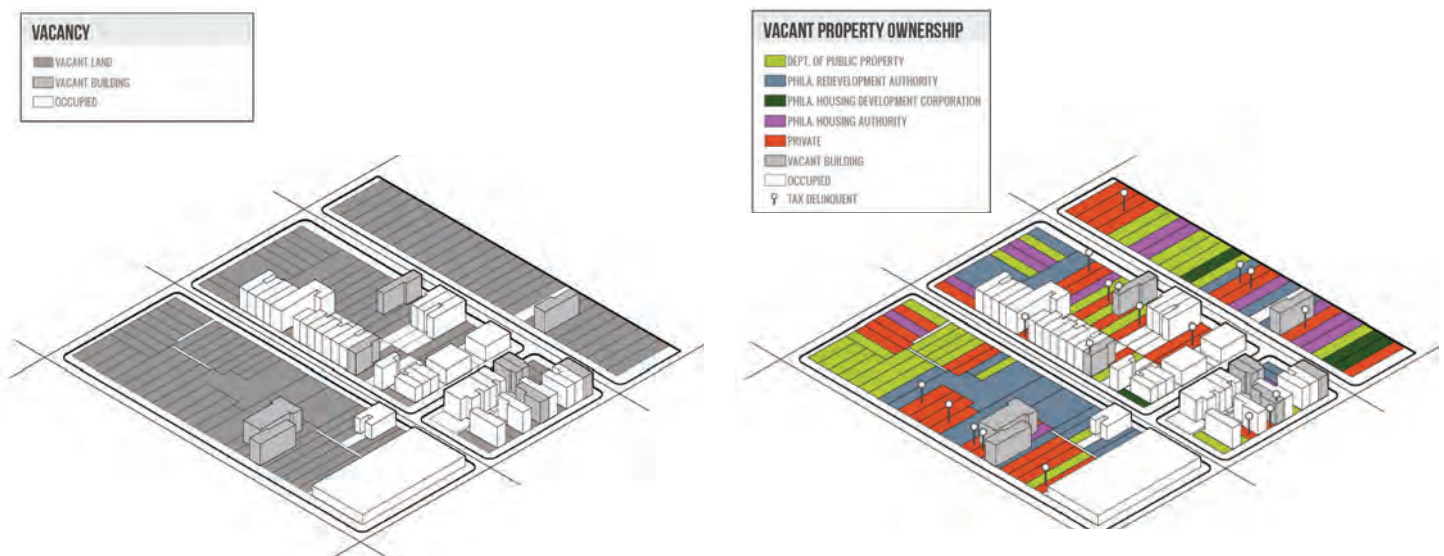 VACANCY
VACANT LAND
VACANT BUILDING
OCCUPIED
VACANT PROPERTY OWNERSHIP
DEPT. OF PUBLIC PROPERTY
PHILA. REDEVELOPMENT AUTHORITY
PHILA. HOUSING DEVELOPMENT CORPORATION
PHILA. HOUSING AUTHORITY
PRIVATE
VACANT BUILDING
OCCUPIED
TAX DELINQUENT